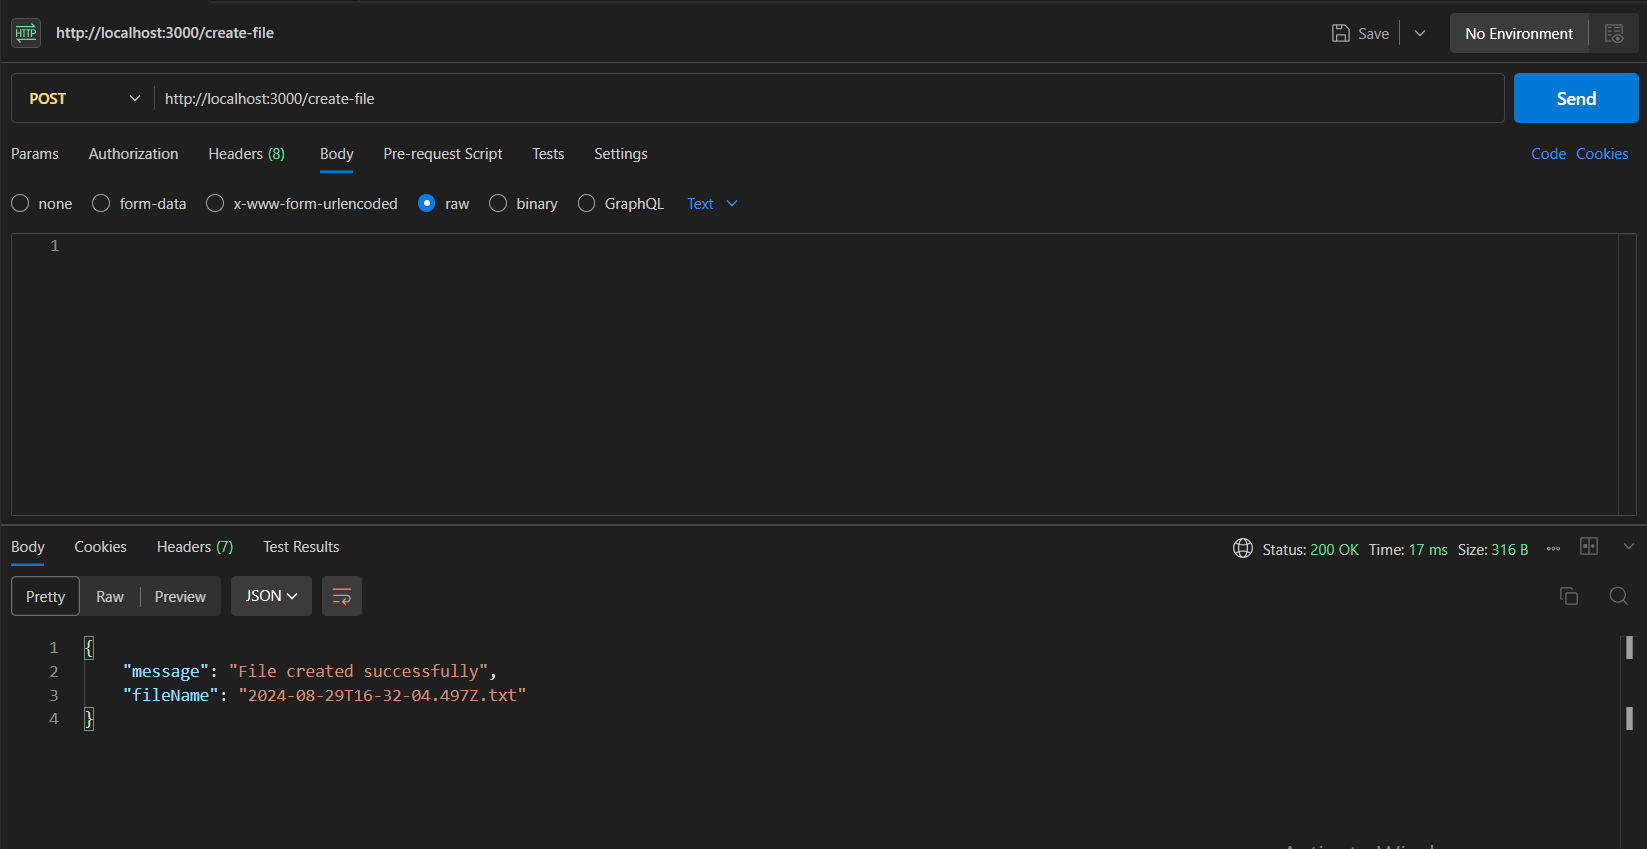 HTTP http://localhost:3000/create-file Save No Environment
POST http://localhost:3000/create-file Send
Params Authorization Headers (8) Body Pre-request Script Tests Settings Code Cookies
none form-data x-www-form-urlencoded raw binary GraphQL Text
1
Body Cookies Headers (7) Test Results Status: 200 OK Time: 17 ms Size: 316 B
Pretty Raw Preview JSON
1 {
2 "message": "File created successfully",
3 "fileName": "2024-08-29T16-32-04.497Z.txt"
4 }